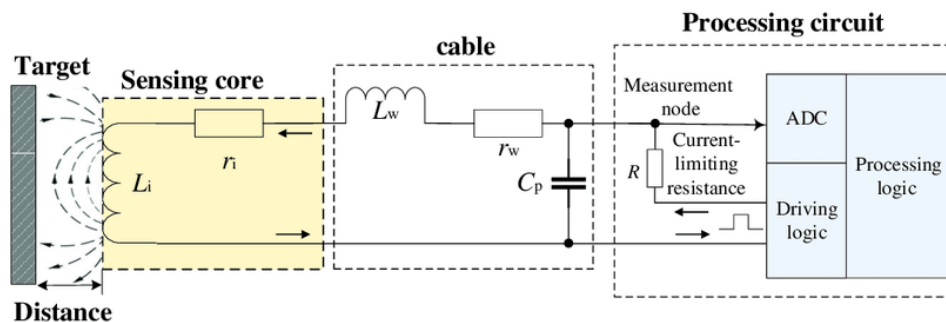 Processing circuit
cable
Target
Sensing core
Measurement
node
ADC
Lw
rw
ri
Li
Cp
R
Current-
limiting
resistance
Processing
logic
Driving
logic
Distance